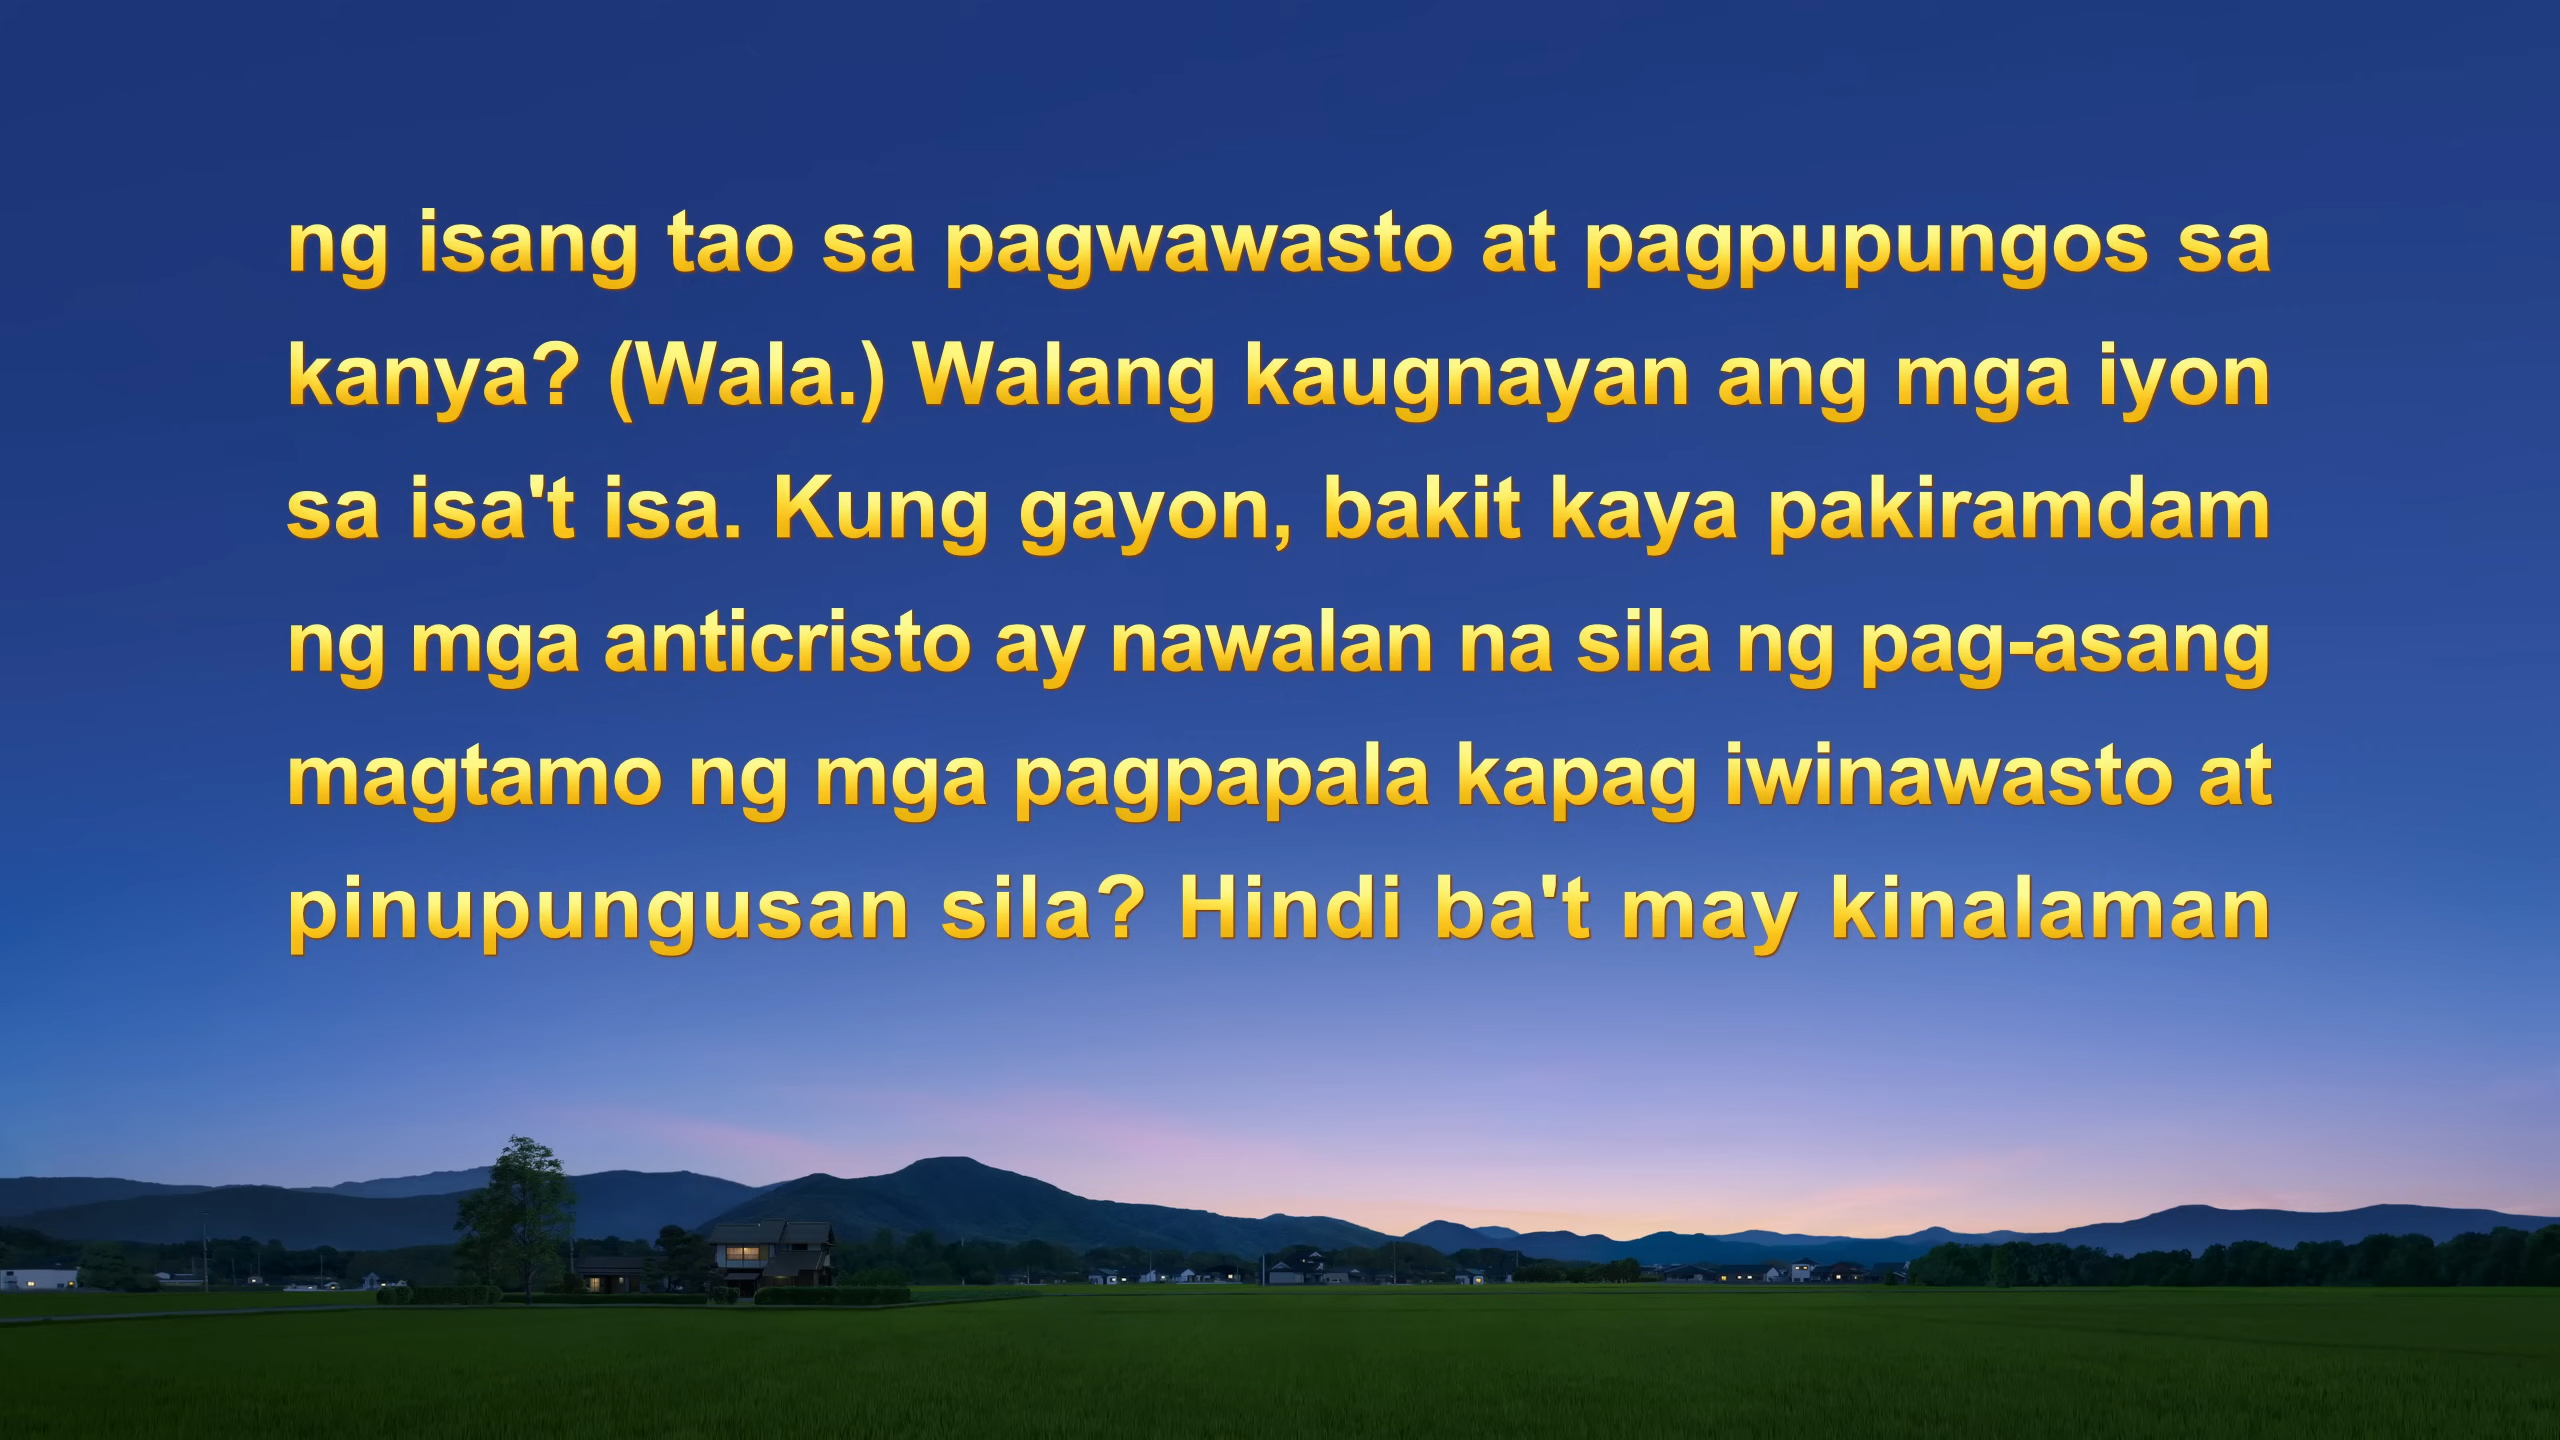 ng isang tao sa pagwawasto at pagpupungos sa
kanya? (Wala.) Walang kaugnayan ang mga iyon
sa isa't isa. Kung gayon, bakit kaya pakiramdam
ng mga anticristo ay nawalan na sila ng pag-asang
magtamo ng mga pagpapala kapag iwinawasto at
pinupungusan sila? Hindi ba't may kinalaman